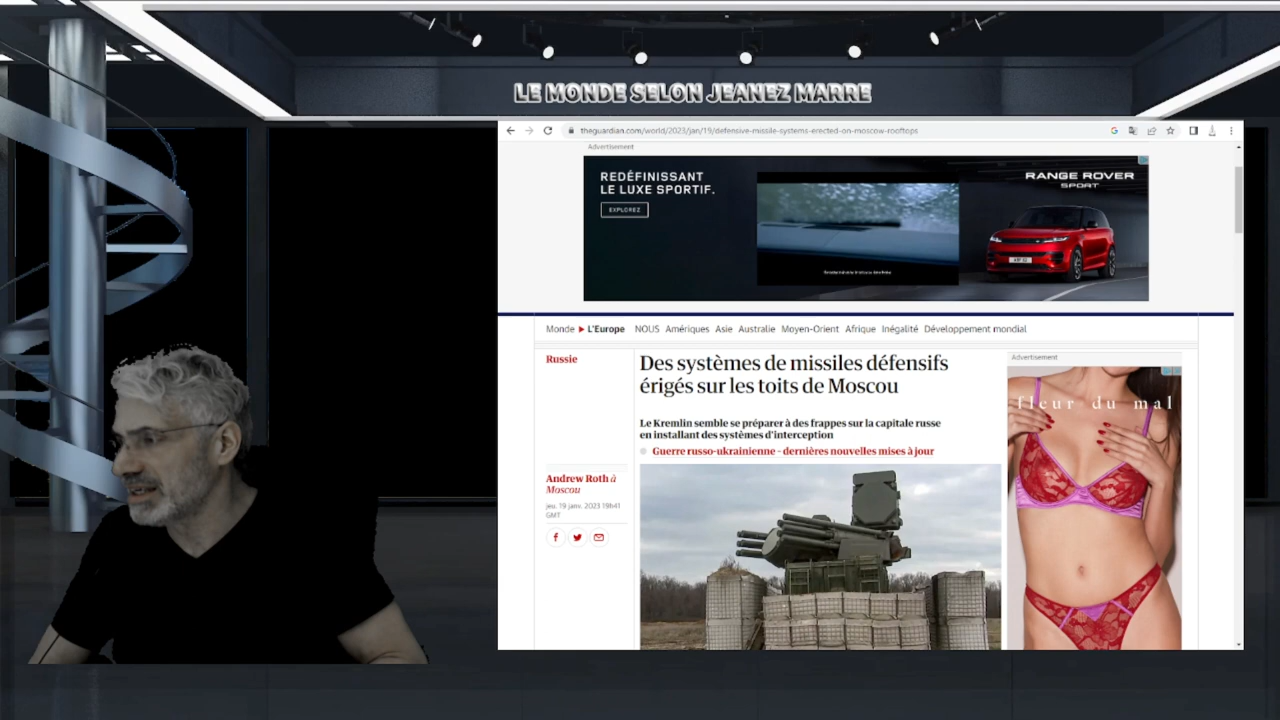 LE MONDE SELON JEANEZ MARRE
theguardian.com/world/2023/jan/19/defensive-missile-systems-erected-on-moscow-rooftops
Advertisement
REDÉFINISSANT
LE LUXE SPORTIF.
EXPLOREZ
RANGE ROVER
SPORT
Monde ▶ L'Europe NOUS Amériques Asie Australie Moyen-Orient Afrique Inégalité Développement mondial
Russie
Des systèmes de missiles défensifs
érigés sur les toits de Moscou
Le Kremlin semble se préparer à des frappes sur la capitale russe
en installant des systèmes d'interception
Guerre russo-ukrainienne - dernières nouvelles mises à jour
Andrew Roth à
Moscou
jeu. 19 janv. 2023 19h41
GMT
Advertisement
fleur du mal